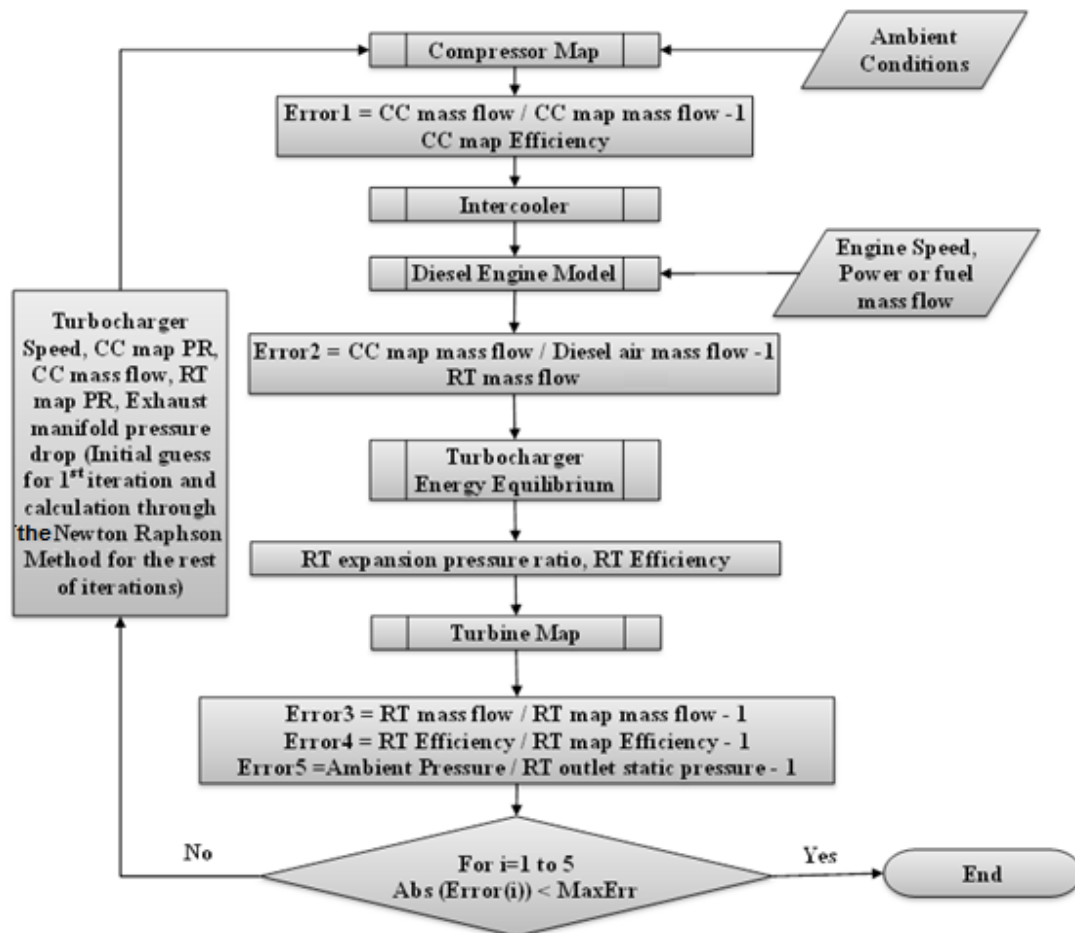 Compressor Map
Ambient
Conditions
Error1 = CC mass flow / CC map mass flow -1
CC map Efficiency
Intercooler
Diesel Engine Model
Engine Speed,
Power or fuel
mass flow
Turbocharger
Speed, CC map PR,
CC mass flow, RT
map PR, Exhaust
manifold pressure
drop (Initial guess
for 1st iteration and
calculation through
the Newton Raphson
Method for the rest
of iterations)
Error2 = CC map mass flow / Diesel air mass flow -1
RT mass flow
Turbocharger
Energy Equilibrium
RT expansion pressure ratio, RT Efficiency
Turbine Map
Error3 = RT mass flow / RT map mass flow - 1
Error4 = RT Efficiency / RT map Efficiency - 1
Error5 =Ambient Pressure / RT outlet static pressure - 1
No
For i=1 to 5
Abs (Error(i)) < MaxErr
Yes
End